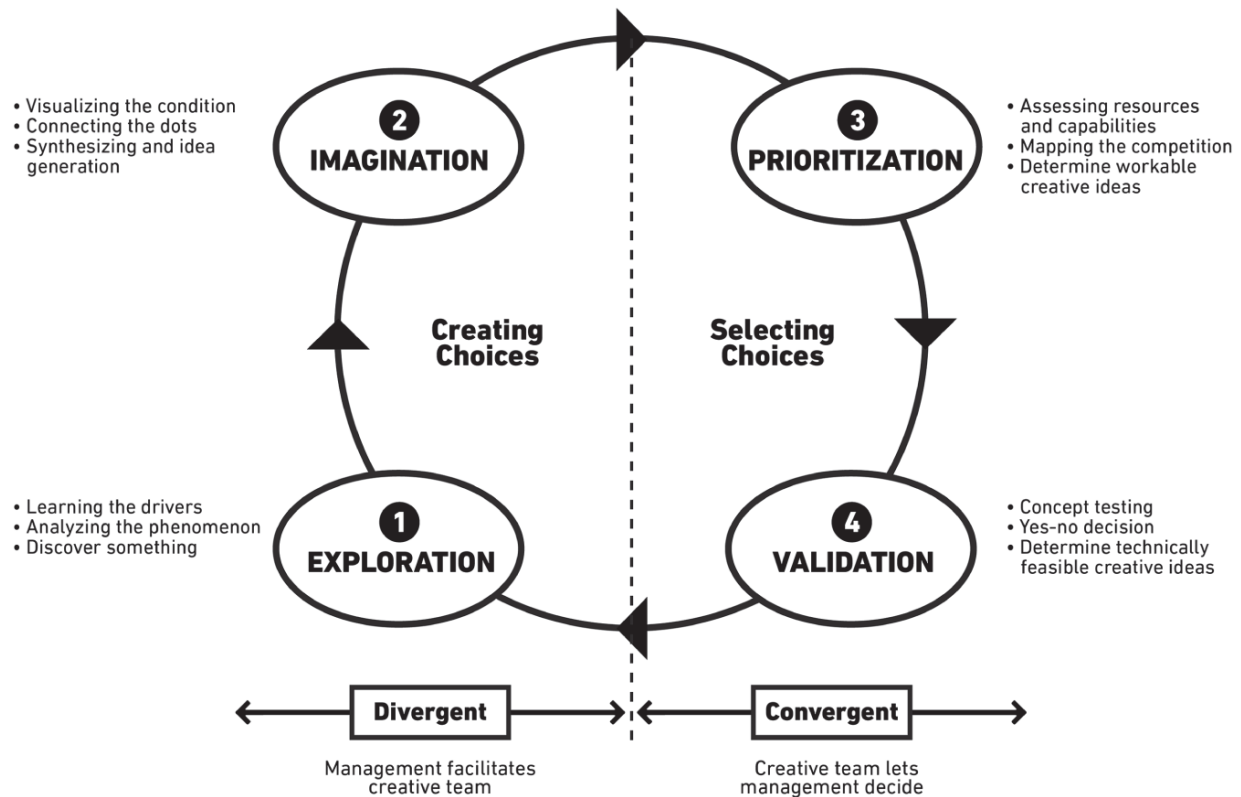 2
IMAGINATION
• Visualizing the condition
• Connecting the dots
• Synthesizing and idea
generation
3
PRIORITIZATION
• Assessing resources
and capabilities
• Mapping the competition
• Determine workable
creative ideas
Creating
Choices
Selecting
Choices
1
EXPLORATION
• Learning the drivers
• Analyzing the phenomenon
• Discover something
4
VALIDATION
• Concept testing
• Yes-no decision
• Determine technically
feasible creative ideas
Divergent
Management facilitates
creative team
Convergent
Creative team lets
management decide